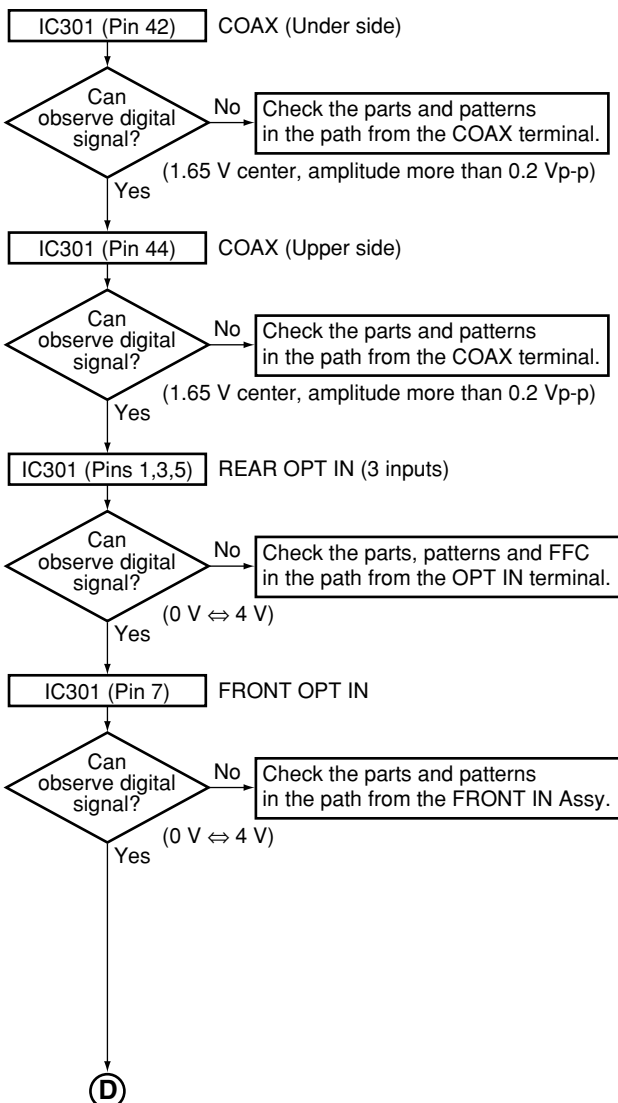 IC301 (Pin 42)
COAX (Under side)
Can
observe digital
signal?
No
Check the parts and patterns
in the path from the COAX terminal.
(1.65 V center, amplitude more than 0.2 Vp-p)
Yes
IC301 (Pin 44)
COAX (Upper side)
Can
observe digital
signal?
No
Check the parts and patterns
in the path from the COAX terminal.
(1.65 V center, amplitude more than 0.2 Vp-p)
Yes
IC301 (Pins 1,3,5)
REAR OPT IN (3 inputs)
Can
observe digital
signal?
No
Check the parts, patterns and FFC
in the path from the OPT IN terminal.
(0 V ⇔ 4 V)
Yes
IC301 (Pin 7)
FRONT OPT IN
Can
observe digital
signal?
No
Check the parts and patterns
in the path from the FRONT IN Assy.
(0 V ⇔ 4 V)
Yes
D